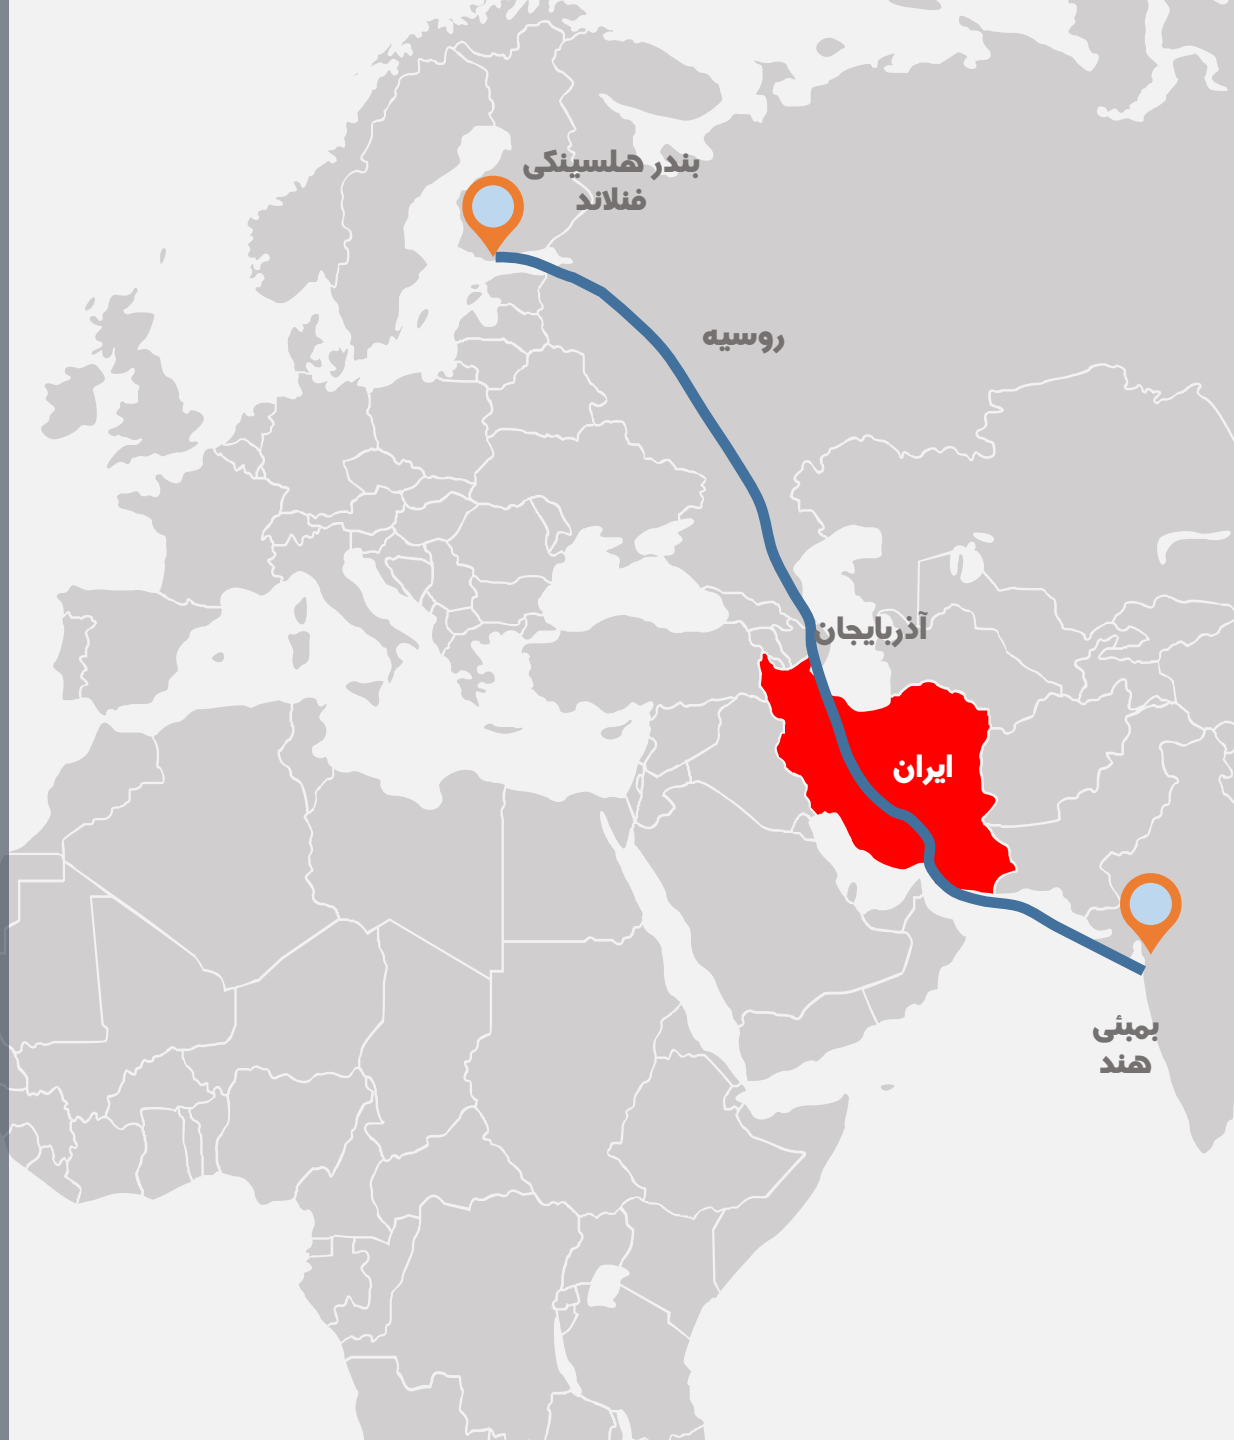 بندر هلسینکی
فنلاند
روسیه
آذربایجان
ایران
بمبئی
هند